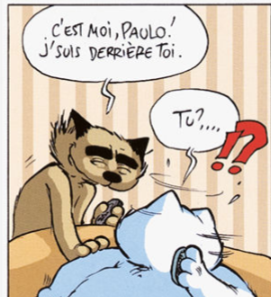 C'EST MOI, PAULO!
J'SUIS DERRIÈRE TOI.
TU?....
?!